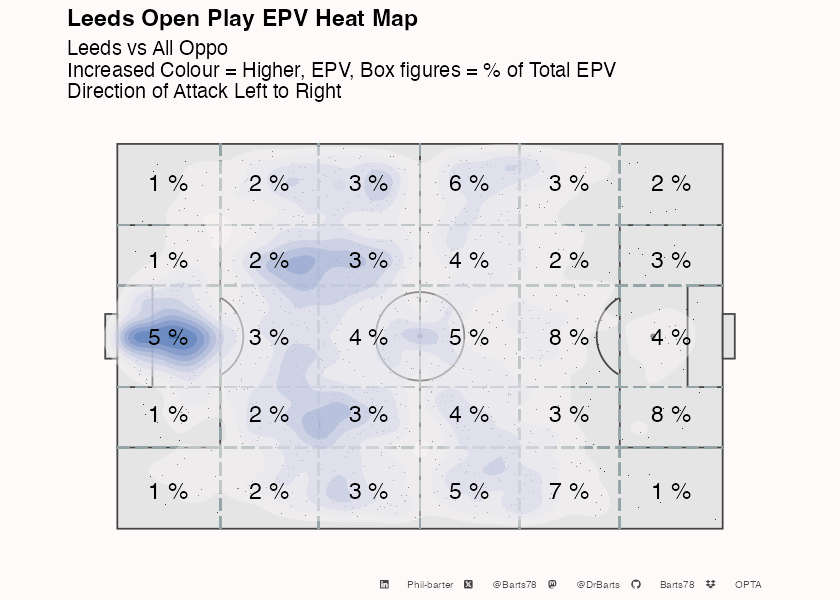 Leeds Open Play EPV Heat Map
Leeds vs All Oppo
Increased Colour = Higher, EPV, Box figures = % of Total EPV
Direction of Attack Left to Right
1 % 2 % 3 % 6 % 3 % 2 %
1 % 2 % 3 % 4 % 2 % 3 %
5 % 3 % 4 % 5 % 8 % 4 %
1 % 2 % 3 % 4 % 3 % 8 %
1 % 2 % 3 % 5 % 7 % 1 %
Phil-barter @Barts78 @DrBarts Barts78 OPTA